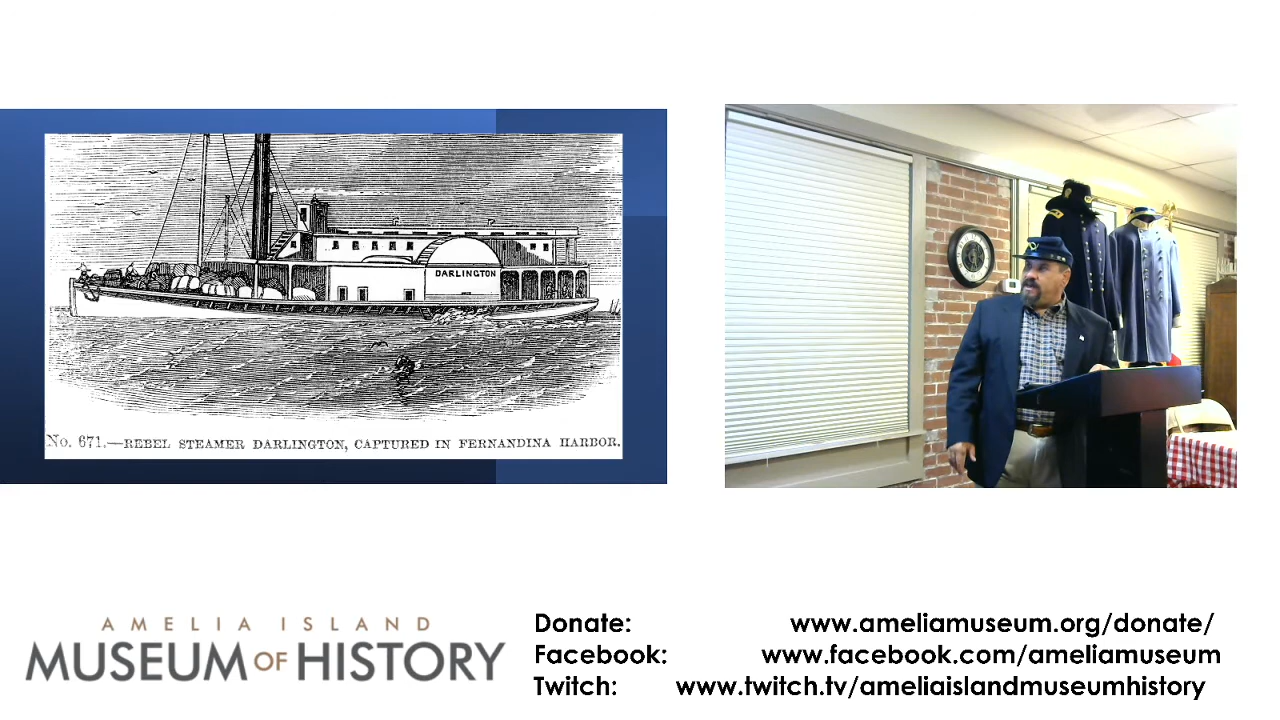 DARLINGTON
No. 671.—REBEL STEAMER DARLINGTON, CAPTURED IN FERNANDINA HARBOR.
AMELIA ISLAND
MUSEUM OF HISTORY
Donate: www.ameliamuseum.org/donate/
Facebook: www.facebook.com/ameliamuseum
Twitch: www.twitch.tv/ameliaislandmuseumhistory